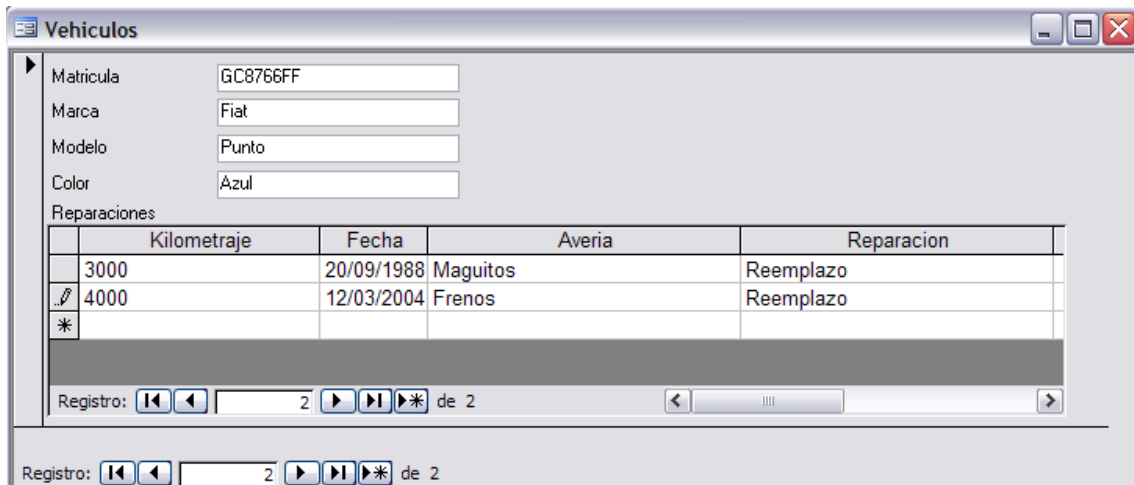 Vehiculos
Matricula GC8766FF
Marca Fiat
Modelo Punto
Color Azul
Reparaciones
Kilometraje Fecha Averia Reparacion
3000 20/09/1988 Maguitos Reemplazo
4000 12/03/2004 Frenos Reemplazo
Registro: 2 de 2
Registro: 2 de 2